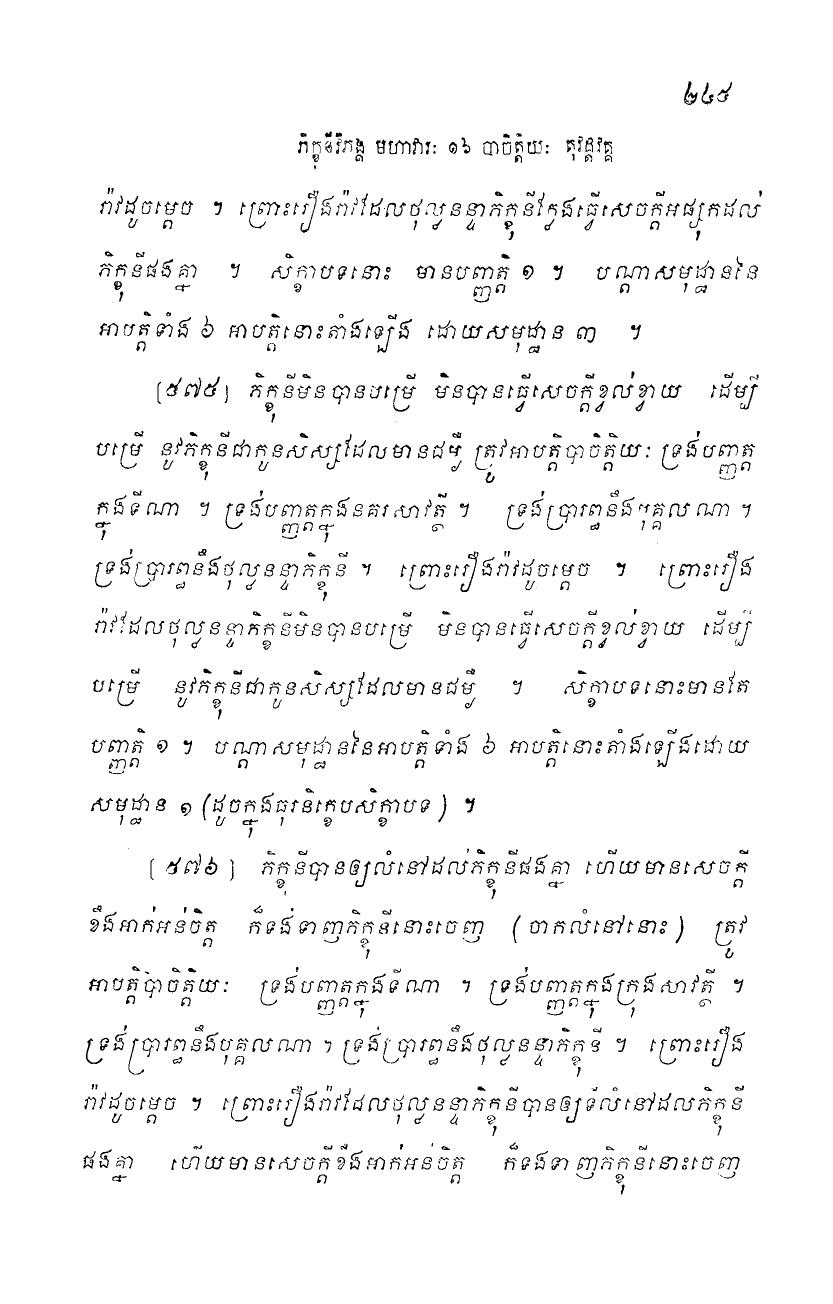 ២៤៥
ភិក្ខុនីវិភង្គ មហាវារៈ ១៦ បាចិត្តិយៈ តុវដ្ដវគ្គ
រ៉ាវដូចម្ដេច ។ ព្រោះរឿងរ៉ាវដែលថុល្លនន្ទាភិក្ខុនីក្លែងធ្វើសេចក្ដីអផ្សុកដល់
ភិក្ខុនីផងគ្នា ។ សិក្ខាបទនោះ មានបញ្ញត្តិ ១ ។ បណ្ដាសមុដ្ឋាននៃ
អាបត្តិទាំង ៦ អាបត្តិនោះតាំងឡើង ដោយសមុដ្ឋាន ៣ ។
[៥៧៥] ភិក្ខុនីមិនបានបម្រើ មិនបានធ្វើសេចក្ដីខ្វល់ខ្វាយ ដើម្បី
បម្រើ នូវភិក្ខុនីជាកូនសិស្សដែលមានជម្ងឺ ត្រូវអាបត្តិបាចិត្តិយៈ ទ្រង់បញ្ញត្ត
ក្នុងទីណា ។ ទ្រង់បញ្ញត្តក្នុងនគរសាវត្ថី ។ ទ្រង់ប្រារព្ធនឹងបុគ្គលណា ។
ទ្រង់ប្រារព្ធនឹងថុល្លនន្ទាភិក្ខុនី ។ ព្រោះរឿងរ៉ាវដូចម្ដេច ។ ព្រោះរឿង
រ៉ាវដែលថុល្លនន្ទាភិក្ខុនីមិនបានបម្រើ មិនបានធ្វើសេចក្ដីខ្វល់ខ្វាយ ដើម្បី
បម្រើ នូវភិក្ខុនីជាកូនសិស្សដែលមានជម្ងឺ ។ សិក្ខាបទនោះមានតែ
បញ្ញត្តិ ១ ។ បណ្ដាសមុដ្ឋាននៃអាបត្តិទាំង ៦ អាបត្តិនោះតាំងឡើងដោយ
សមុដ្ឋាន ១ (ដូចក្នុងធុរនិក្ខេបសិក្ខាបទ) ។
[៥៧៦] ភិក្ខុនីបានឲ្យលំនៅដល់ភិក្ខុនីផងគ្នា ហើយមានសេចក្ដី
ខឹងអាក់អន់ចិត្ត ក៏ទង់ទាញភិក្ខុនីនោះចេញ (ចាកលំនៅនោះ) ត្រូវ
អាបត្តិបាចិត្តិយៈ ទ្រង់បញ្ញត្តក្នុងទីណា ។ ទ្រង់បញ្ញត្តក្នុងក្រុងសាវត្ថី ។
ទ្រង់ប្រារព្ធនឹងបុគ្គលណា ។ ទ្រង់ប្រារព្ធនឹងថុល្លនន្ទាភិក្ខុនី ។ ព្រោះរឿង
រ៉ាវដូចម្ដេច ។ ព្រោះរឿងរ៉ាវដែលថុល្លនន្ទាភិក្ខុនីបានឲ្យទីលំនៅដលភិក្ខុនី
ផងគ្នា ហើយមានសេចក្ដីខឹងអាក់អន់ចិត្ត ក៏ទងទាញភិក្ខុនីនោះចេញ